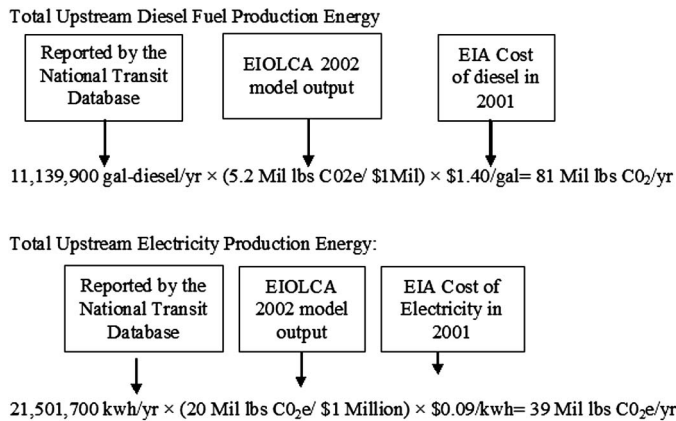 Total Upstream Diesel Fuel Production Energy
Reported by the
National Transit
Database
EIOLCA 2002
model output
EIA Cost
of diesel in
2001
11,139,900 gal-diesel/yr × (5.2 Mil lbs C02e/ $1Mil) × $1.40/gal= 81 Mil lbs C0₂/yr
Total Upstream Electricity Production Energy:
Reported by the
National Transit
Database
EIOLCA
2002 model
output
EIA Cost of
Electricity in
2001
21,501,700 kwh/yr × (20 Mil lbs C0₂e/ $1 Million) × $0.09/kwh= 39 Mil lbs C0₂e/yr